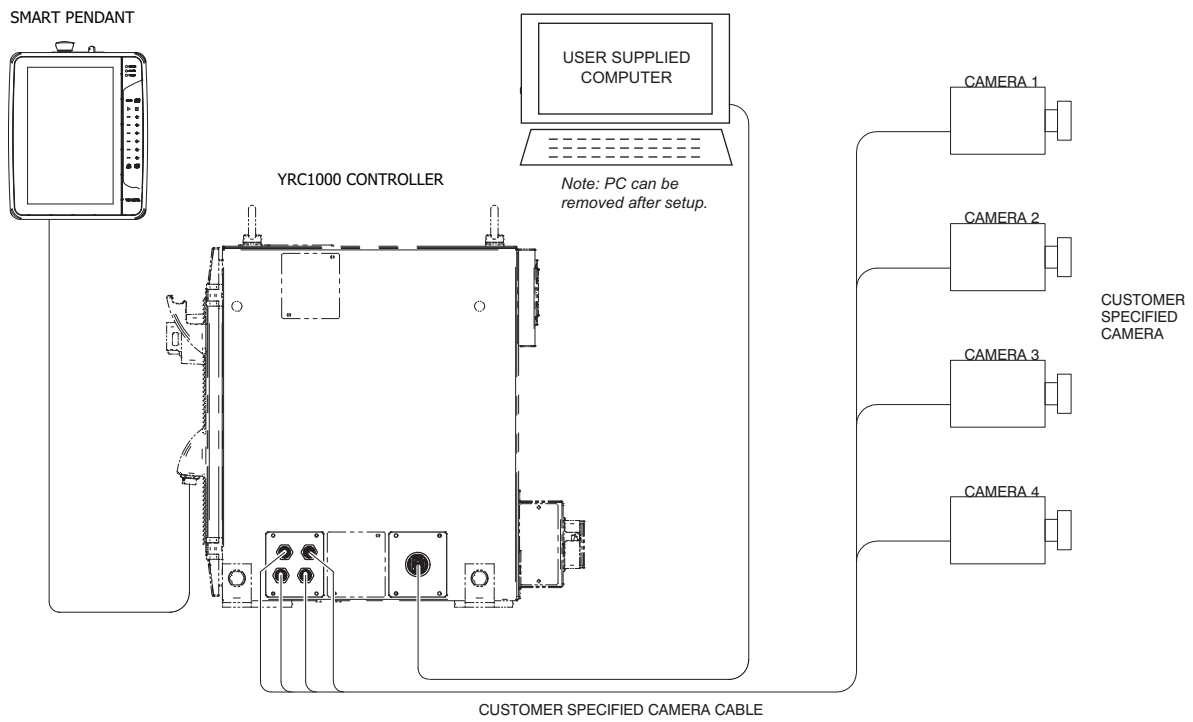 SMART PENDANT
USER SUPPLIED
COMPUTER
Note: PC can be
removed after setup.
YRC1000 CONTROLLER
CAMERA 1
CAMERA 2
CAMERA 3
CAMERA 4
CUSTOMER
SPECIFIED
CAMERA
CUSTOMER SPECIFIED CAMERA CABLE